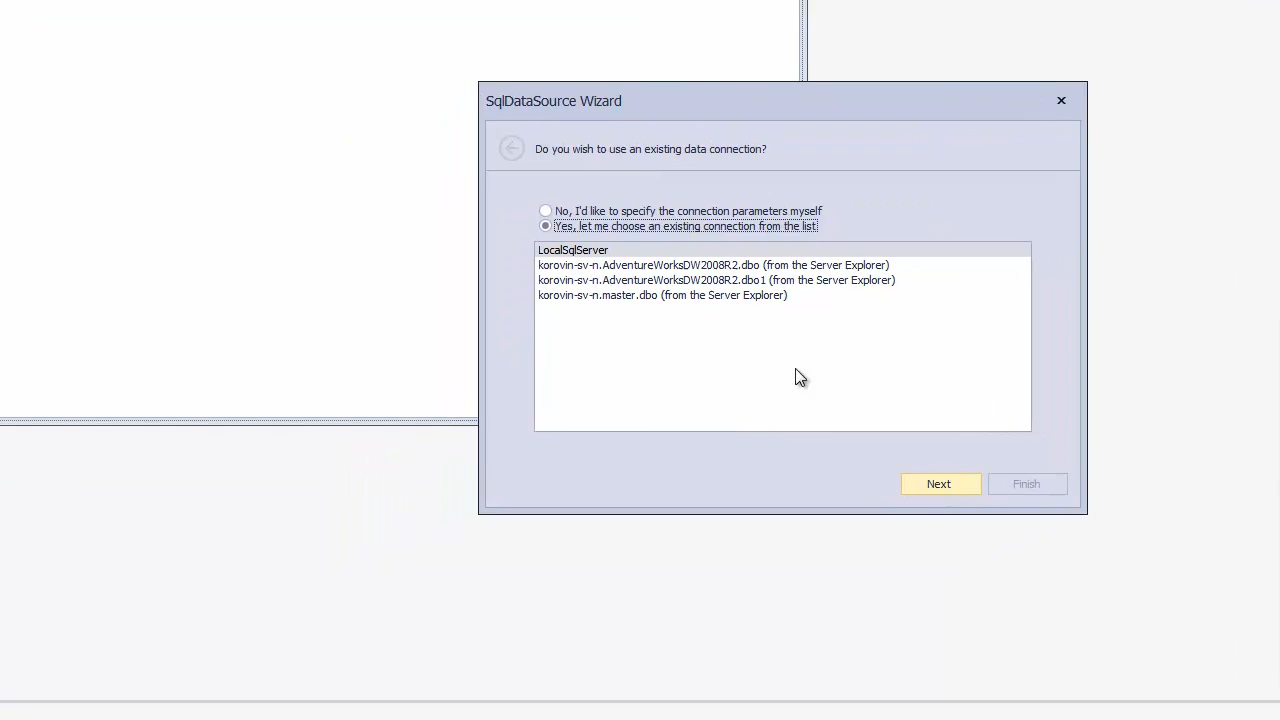 SqlDataSource Wizard
Do you wish to use an existing data connection?
No, I'd like to specify the connection parameters myself
Yes, let me choose an existing connection from the list
LocalSqlServer
korovin-sv-n.AdventureWorksDW2008R2.dbo (from the Server Explorer)
korovin-sv-n.AdventureWorksDW2008R2.dbo1 (from the Server Explorer)
korovin-sv-n.master.dbo (from the Server Explorer)
Next
Finish